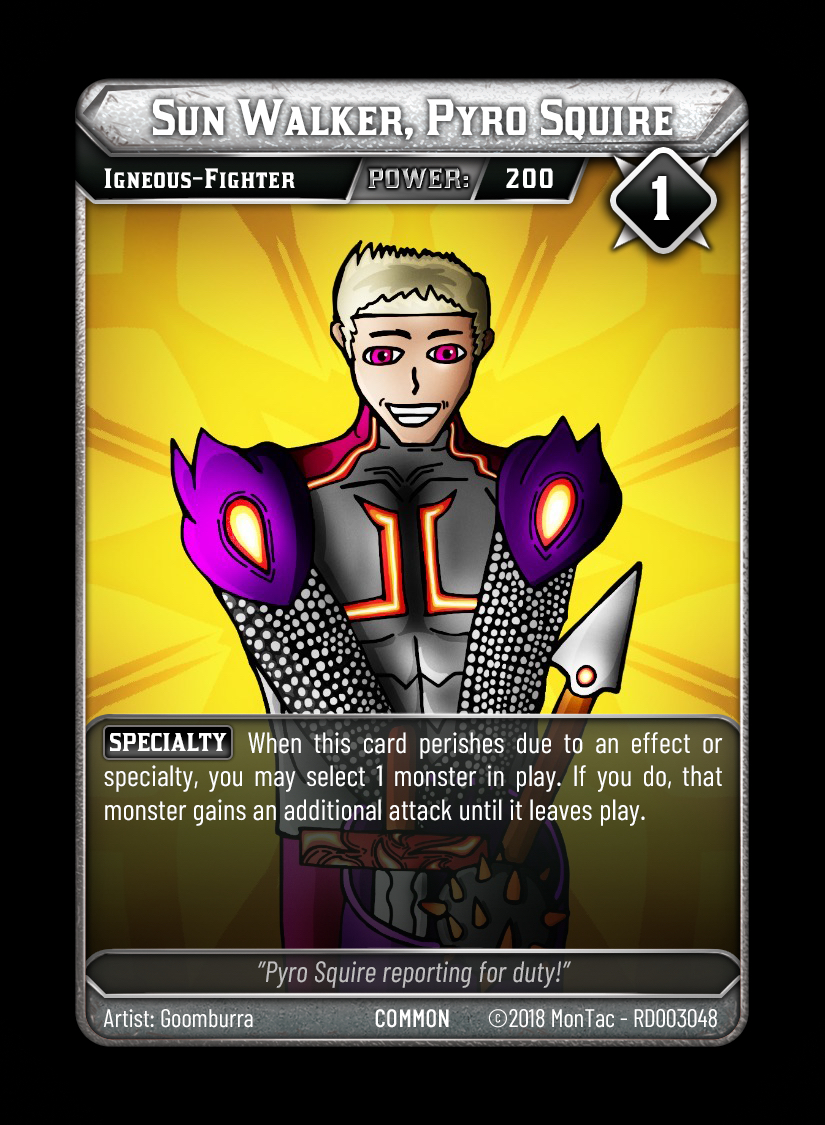 Sun Walker, Pyro Squire
Igneous-Fighter POWER: 200
1
SPECIALTY When this card perishes due to an effect or
specialty, you may select 1 monster in play. If you do, that
monster gains an additional attack until it leaves play.
"Pyro Squire reporting for duty!"
Artist: Goomburra COMMON ©2018 MonTac - RD003048